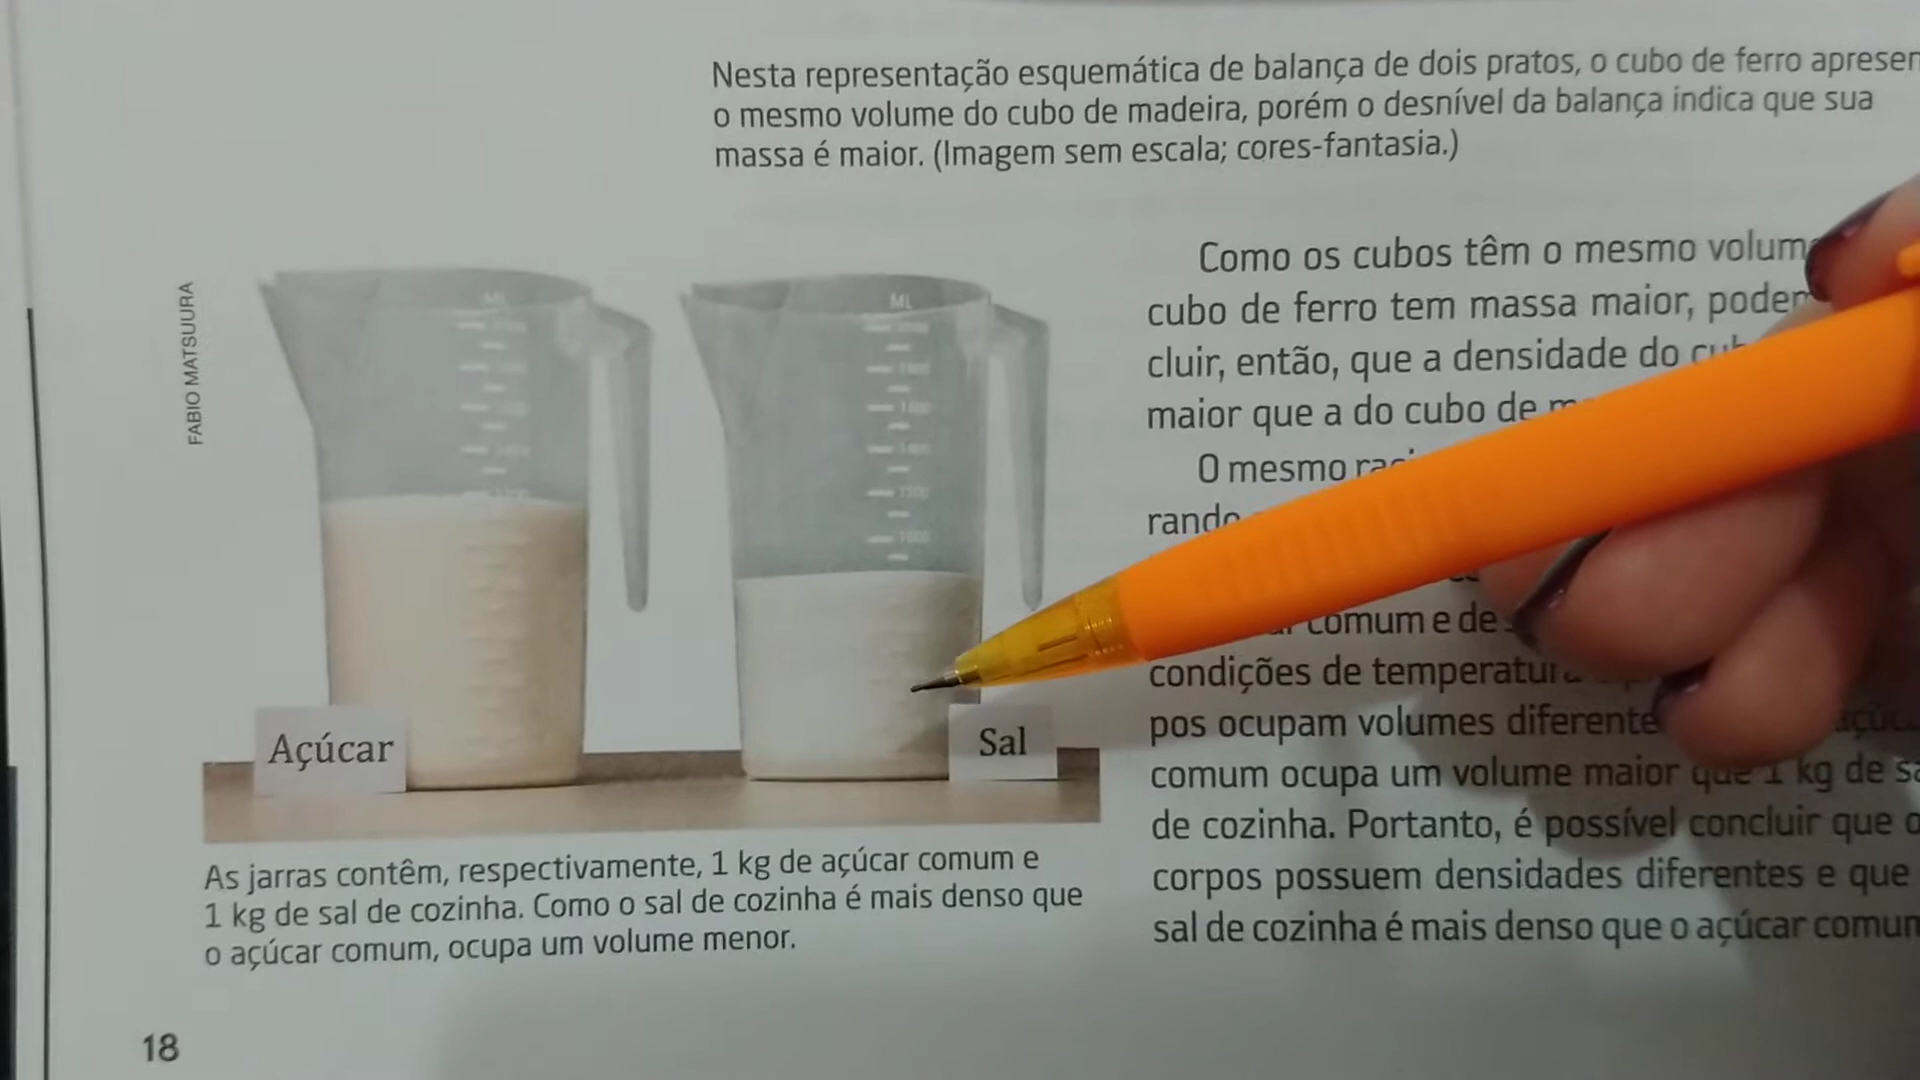 Nesta representação esquemática de balança de dois pratos, o cubo de ferro apresen
o mesmo volume do cubo de madeira, porém o desnível da balança indica que sua
massa é maior. (Imagem sem escala; cores-fantasia.)
FABIO MATSUURA
ML
ML
1200
1000
Açúcar
Sal
As jarras contêm, respectivamente, 1 kg de açúcar comum e
1 kg de sal de cozinha. Como o sal de cozinha é mais denso que
o açúcar comum, ocupa um volume menor.
Como os cubos têm o mesmo volum
cubo de ferro tem massa maior, podem
cluir, então, que a densidade do
maior que a do cubo de
O mesmo
comum e de
condições de temperatur
pos ocupam volumes diferente
comum ocupa um volume maior que 1 kg de
de cozinha. Portanto, é possível concluir que o
corpos possuem densidades diferentes e que
sal de cozinha é mais denso que o açúcar comum
18